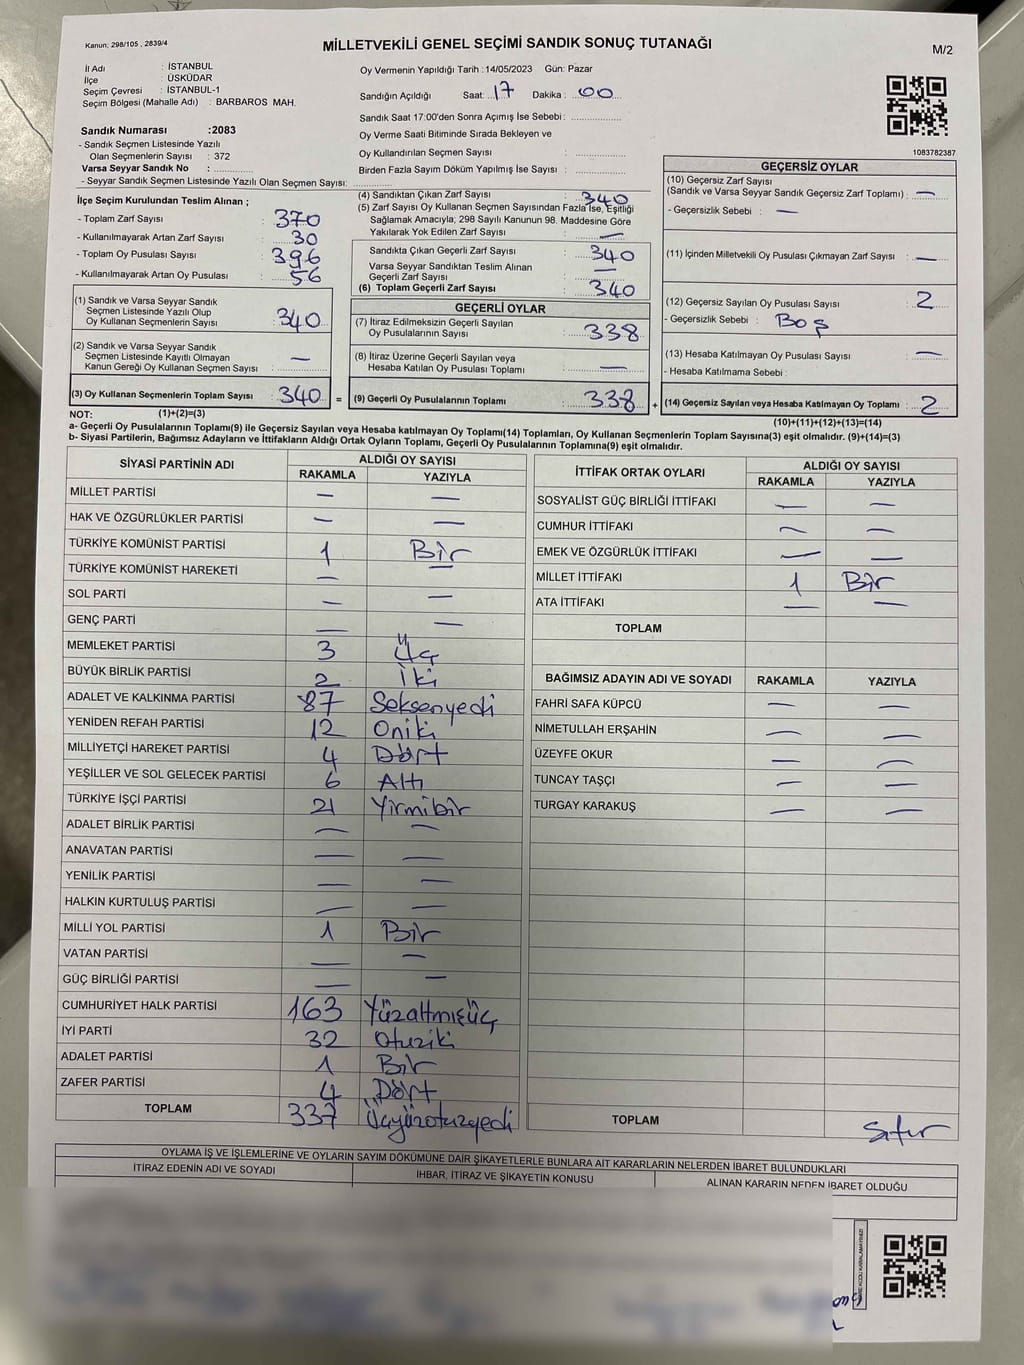 Kanun: 298/105 , 2839/4
MİLLETVEKİLİ GENEL SEÇİMİ SANDIK SONUÇ TUTANAĞI
M/2
İl Adı : İSTANBUL
İlçe : ÜSKÜDAR
Seçim Çevresi : İSTANBUL-1
Seçim Bölgesi (Mahalle Adı) : BARBAROS MAH.
Sandık Numarası :2083
- Sandık Seçmen Listesinde Yazılı
Olan Seçmenlerin Sayısı : 372
Varsa Seyyar Sandık No :
- Seyyar Sandık Seçmen Listesinde Yazılı Olan Seçmen Sayısı:
Oy Vermenin Yapıldığı Tarih :14/05/2023 Gün: Pazar
Sandığın Açıldığı Saat: 17 Dakika : 00
Sandık Saat 17:00'den Sonra Açımış İse Sebebi:
Oy Verme Saati Bitiminde Sırada Bekleyen ve
Oy Kullandırılan Seçmen Sayısı :
Birden Fazla Sayım Döküm Yapılmış İse Sayısı :
1083782387
İlçe Seçim Kurulundan Teslim Alınan ;
- Toplam Zarf Sayısı : 370
- Kullanılmayarak Artan Zarf Sayısı : 30
- Toplam Oy Pusulası Sayısı : 396
- Kullanılmayarak Artan Oy Pusulası : 56
(1) Sandık ve Varsa Seyyar Sandık
Seçmen Listesinde Yazılı Olup
Oy Kullanan Seçmenlerin Sayısı : 340
(2) Sandık ve Varsa Seyyar Sandık
Seçmen Listesinde Kayıtlı Olmayan
Kanun Gereği Oy Kullanan Seçmen Sayısı : —
(3) Oy Kullanan Seçmenlerin Toplam Sayısı : 340 =
(4) Sandıktan Çıkan Zarf Sayısı : 340
(5) Zarf Sayısı Oy Kullanan Seçmen Sayısından Fazla İse, Eşitliği
Sağlamak Amacıyla; 298 Sayılı Kanunun 98. Maddesine Göre
Yakılarak Yok Edilen Zarf Sayısı : —
Sandıkta Çıkan Geçerli Zarf Sayısı : 340
Varsa Seyyar Sandıktan Teslim Alınan
Geçerli Zarf Sayısı : —
(6) Toplam Geçerli Zarf Sayısı : 340
GEÇERLİ OYLAR
(7) İtiraz Edilmeksizin Geçerli Sayılan
Oy Pusulalarının Sayısı : 338
(8) İtiraz Üzerine Geçerli Sayılan veya
Hesaba Katılan Oy Pusulası Toplamı : —
(9) Geçerli Oy Pusulalarının Toplamı : 338 +
GEÇERSİZ OYLAR
(10) Geçersiz Zarf Sayısı
(Sandık ve Varsa Seyyar Sandık Geçersiz Zarf Toplamı) : —
- Geçersizlik Sebebi : —
(11) İçinden Milletvekili Oy Pusulası Çıkmayan Zarf Sayısı : —
(12) Geçersiz Sayılan Oy Pusulası Sayısı : 2
- Geçersizlik Sebebi : Boş
(13) Hesaba Katılmayan Oy Pusulası Sayısı : —
- Hesaba Katılmama Sebebi :
(14) Geçersiz Sayılan veya Hesaba Katılmayan Oy Toplamı : 2
NOT: (1)+(2)=(3) (10)+(11)+(12)+(13)=(14)
a- Geçerli Oy Pusulalarının Toplamı(9) ile Geçersiz Sayılan veya Hesaba katılmayan Oy Toplamı(14) Toplamları, Oy Kullanan Seçmenlerin Toplam Sayısına(3) eşit olmalıdır. (9)+(14)=(3)
b- Siyasi Partilerin, Bağımsız Adayların ve İttifakların Aldığı Ortak Oyların Toplamı, Geçerli Oy Pusulalarının Toplamına(9) eşit olmalıdır.
SİYASİ PARTİNİN ADI ALDIĞI OY SAYISI
RAKAMLA YAZIYLA
MİLLET PARTİSİ — —
HAK VE ÖZGÜRLÜKLER PARTİSİ — —
TÜRKİYE KOMÜNİST PARTİSİ 1 Bir
TÜRKİYE KOMÜNİST HAREKETİ — —
SOL PARTİ — —
GENÇ PARTİ — —
MEMLEKET PARTİSİ 3 Üç
BÜYÜK BİRLİK PARTİSİ 2 İki
ADALET VE KALKINMA PARTİSİ 87 Seksenyedi
YENİDEN REFAH PARTİSİ 12 Oniki
MİLLİYETÇİ HAREKET PARTİSİ 4 Dört
YEŞİLLER VE SOL GELECEK PARTİSİ 6 Altı
TÜRKİYE İŞÇİ PARTİSİ 21 Yirmibir
ADALET BİRLİK PARTİSİ — —
ANAVATAN PARTİSİ — —
YENİLİK PARTİSİ — —
HALKIN KURTULUŞ PARTİSİ — —
MİLLİ YOL PARTİSİ 1 Bir
VATAN PARTİSİ — —
GÜÇ BİRLİĞİ PARTİSİ — —
CUMHURİYET HALK PARTİSİ 163 Yüzaltmışüç
İYİ PARTİ 32 Otuziki
ADALET PARTİSİ 1 Bir
ZAFER PARTİSİ 4 Dört
TOPLAM 337 Üçyüzotuzyedi
İTTİFAK ORTAK OYLARI ALDIĞI OY SAYISI
RAKAMLA YAZIYLA
SOSYALİST GÜÇ BİRLİĞİ İTTİFAKI — —
CUMHUR İTTİFAKI — —
EMEK VE ÖZGÜRLÜK İTTİFAKI — —
MİLLET İTTİFAKI 1 Bir
ATA İTTİFAKI — —
TOPLAM
BAĞIMSIZ ADAYIN ADI VE SOYADI RAKAMLA YAZIYLA
FAHRİ SAFA KÜPCÜ — —
NİMETULLAH ERŞAHİN — —
ÜZEYFE OKUR — —
TUNCAY TAŞÇI — —
TURGAY KARAKUŞ — —
TOPLAM Sıfır
OYLAMA İŞ VE İŞLEMLERİNE VE OYLARIN SAYIM DÖKÜMÜNE DAİR ŞİKAYETLERLE BUNLARA AİT KARARLARIN NELERDEN İBARET BULUNDUKLARI
İTİRAZ EDENİN ADI VE SOYADI İHBAR, İTİRAZ VE ŞİKAYETİN KONUSU ALINAN KARARIN NEDEN İBARET OLDUĞU